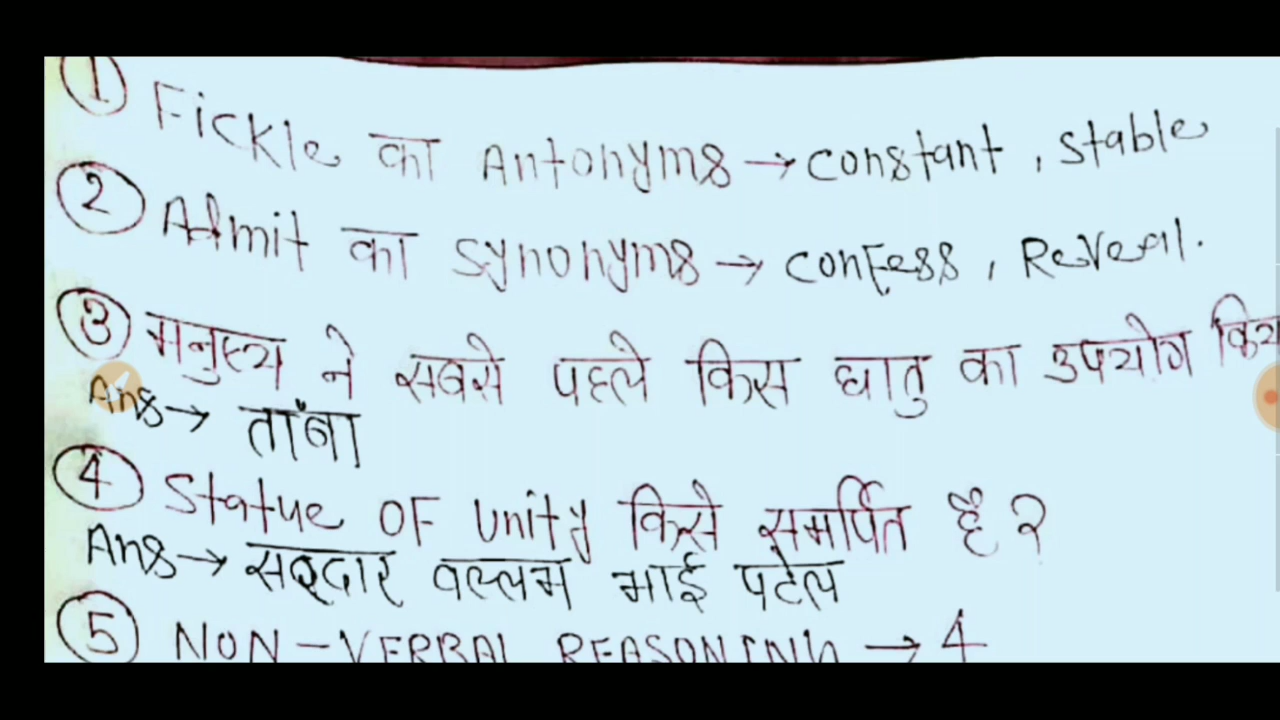 ① Fickle का Antonyms → constant, stable
② Admit का synonyms → confess, Reveal.
③ मनुस्य ने सबसे पहले किस धातु का उपयोग किय
Ans → ताँबा
④ Statue OF Unity किसे समर्पित है ?
Ans → सरदार वल्लभ भाई पटेल
⑤ NON-VERBAL REASONING → 4